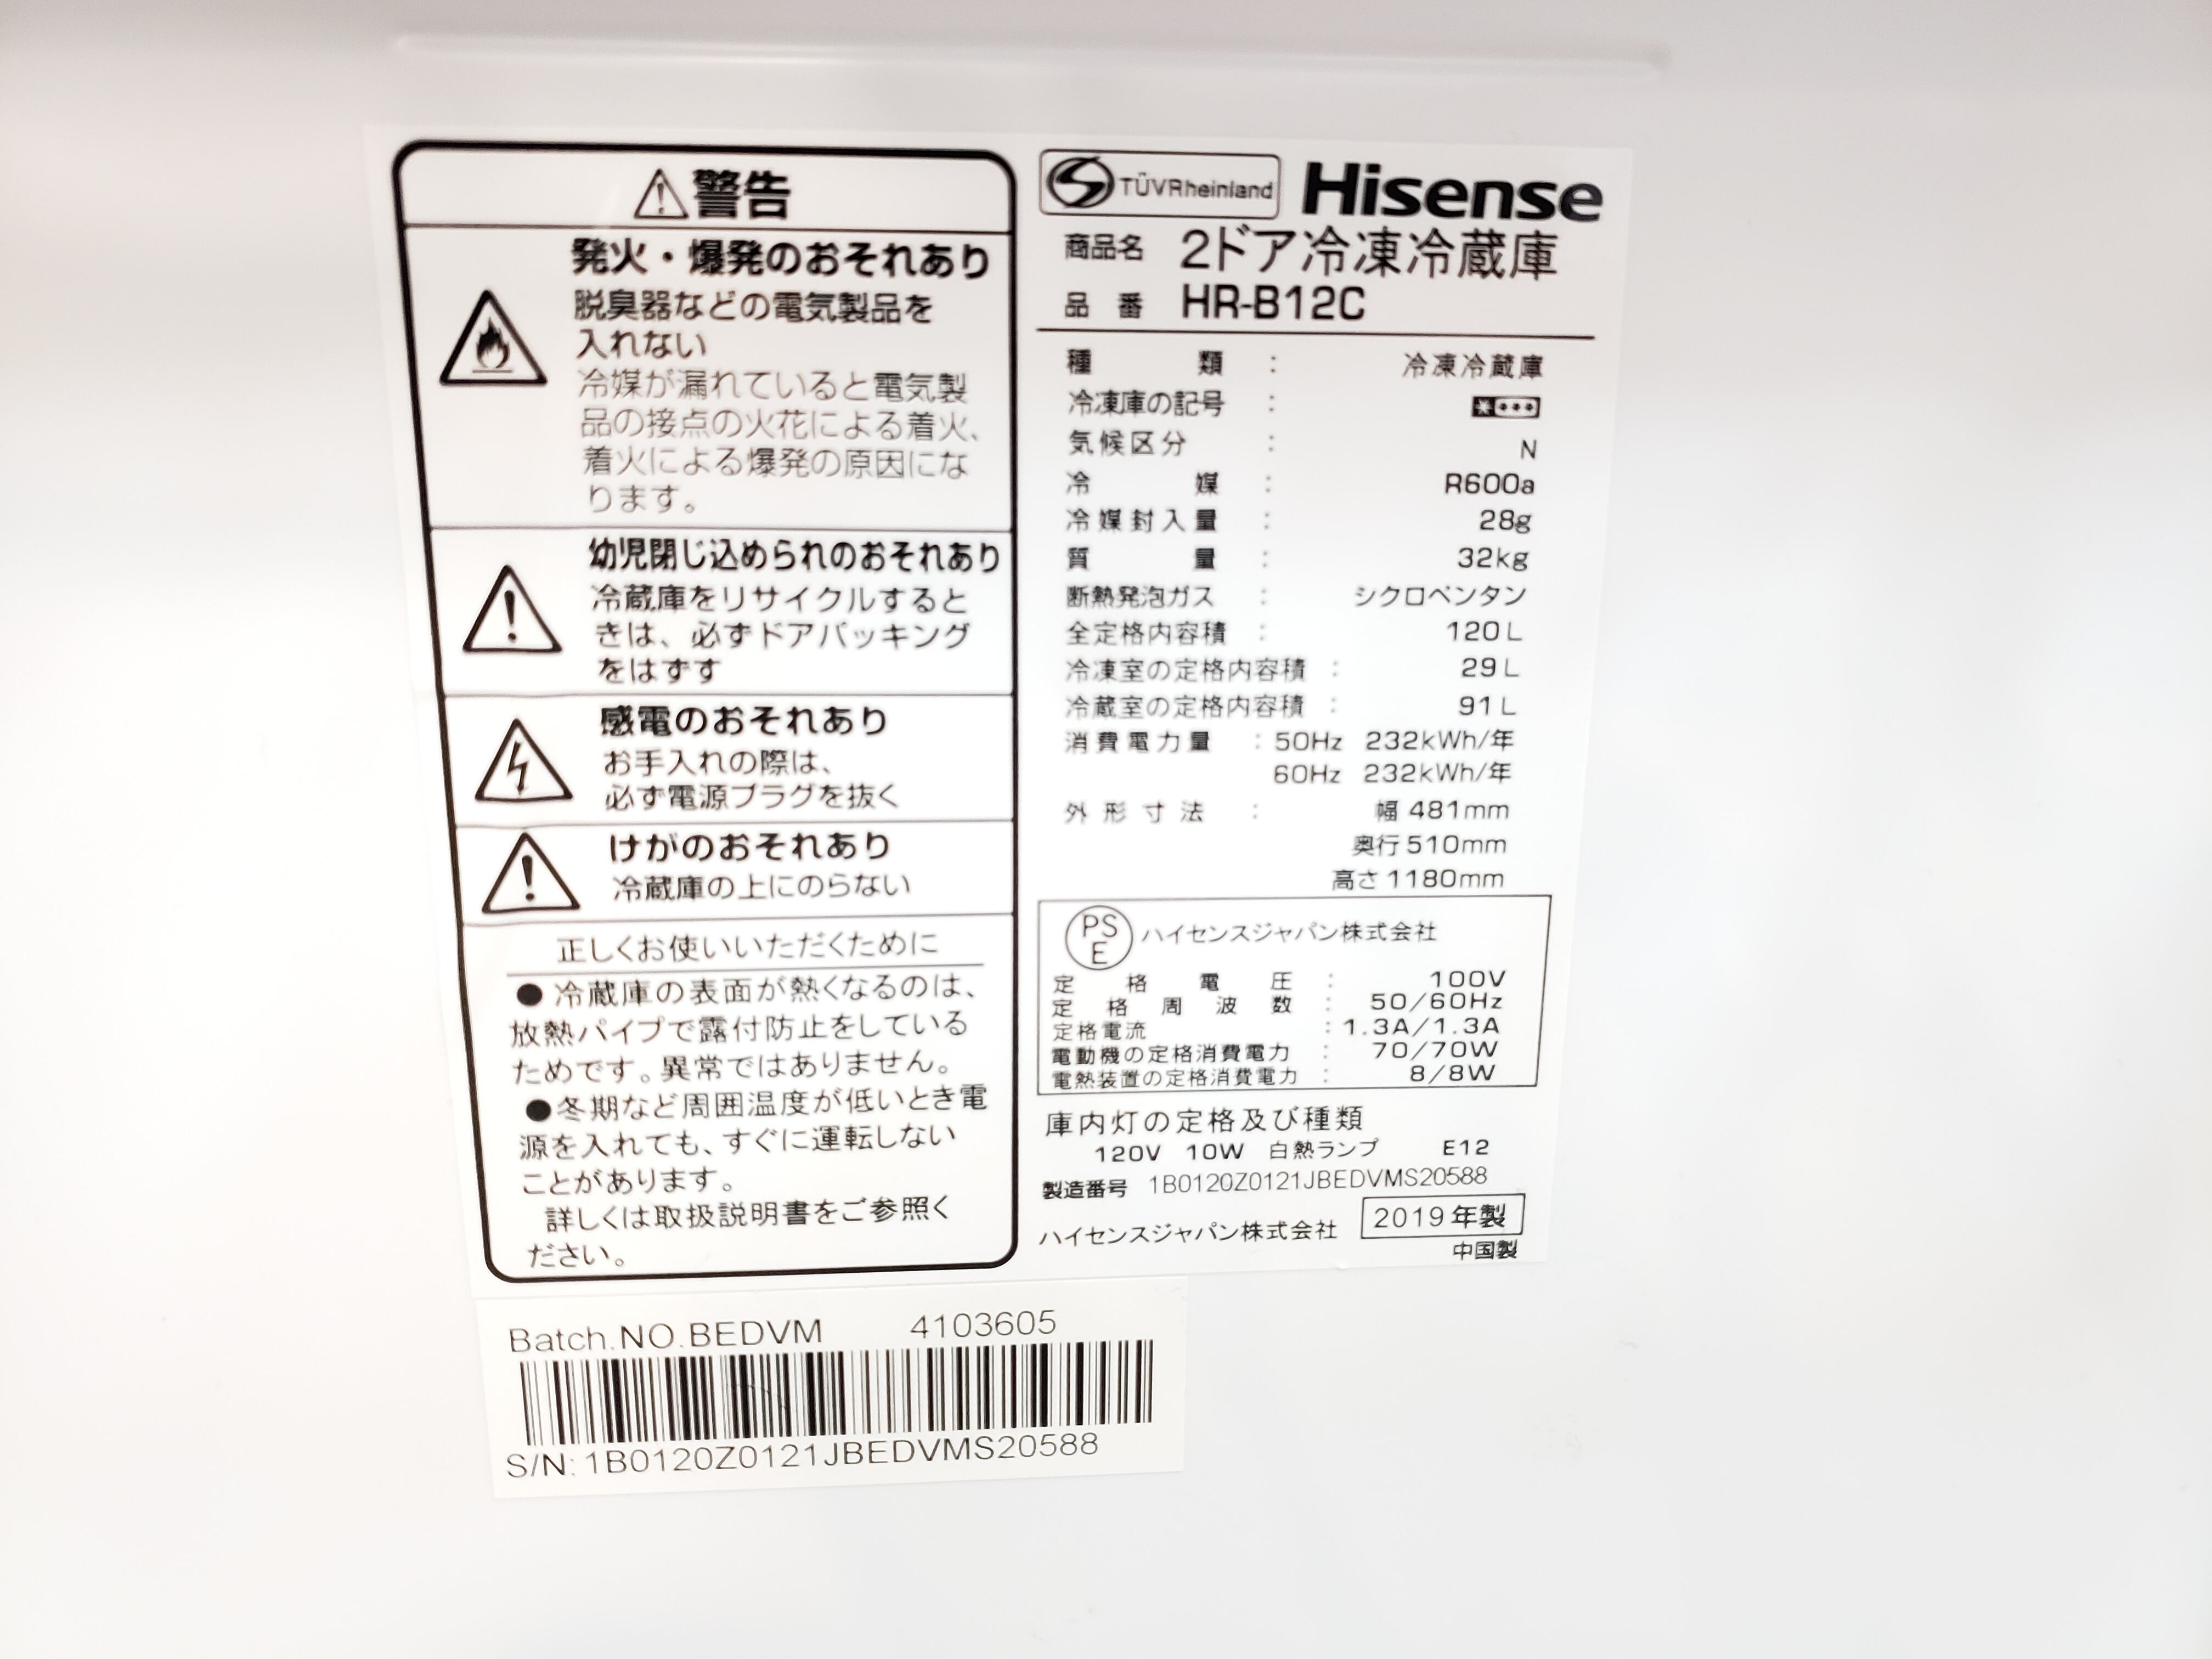 警告
発火・爆発のおそれあり
脱臭器などの電気製品を
入れない
冷媒が漏れていると電気製
品の接点の火花による着火、
着火による爆発の原因にな
ります。
幼児閉じ込められのおそれあり
冷蔵庫をリサイクルすると
きは、必ずドアパッキング
をはずす
感電のおそれあり
お手入れの際は、
必ず電源プラグを抜く
けがのおそれあり
冷蔵庫の上にのらない
正しくお使いいただくために
● 冷蔵庫の表面が熱くなるのは、
放熱パイプで露付防止をしている
ためです。異常ではありません。
●冬期など周囲温度が低いとき電
源を入れても、すぐに運転しない
ことがあります。
詳しくは取扱説明書をご参照く
ださい。
TÜVRheinland Hisense
商品名 2ドア冷凍冷蔵庫
品番 HR-B12C
種類 : 冷凍冷蔵庫
冷凍庫の記号 :
気候区分 : N
冷媒 : R600a
冷媒封入量 : 28g
質量 : 32kg
断熱発泡ガス : シクロペンタン
全定格内容積 : 120L
冷凍室の定格内容積 : 29L
冷蔵室の定格内容積 : 91L
消費電力量 : 50Hz 232kWh/年
60Hz 232kWh/年
外形寸法 : 幅 481mm
奥行 510mm
高さ 1180mm
PS
E ハイセンスジャパン株式会社
定格電圧 : 100V
定格周波数 : 50/60Hz
定格電流 : 1.3A/1.3A
電動機の定格消費電力 : 70/70W
電熱装置の定格消費電力 : 8/8W
庫内灯の定格及び種類
120V 10W 白熱ランプ E12
製造番号 1B0120Z0121JBEDVMS20588
ハイセンスジャパン株式会社 2019年製
中国製
Batch.NO.BEDVM 4103605
S/N: 1B0120Z0121JBEDVMS20588